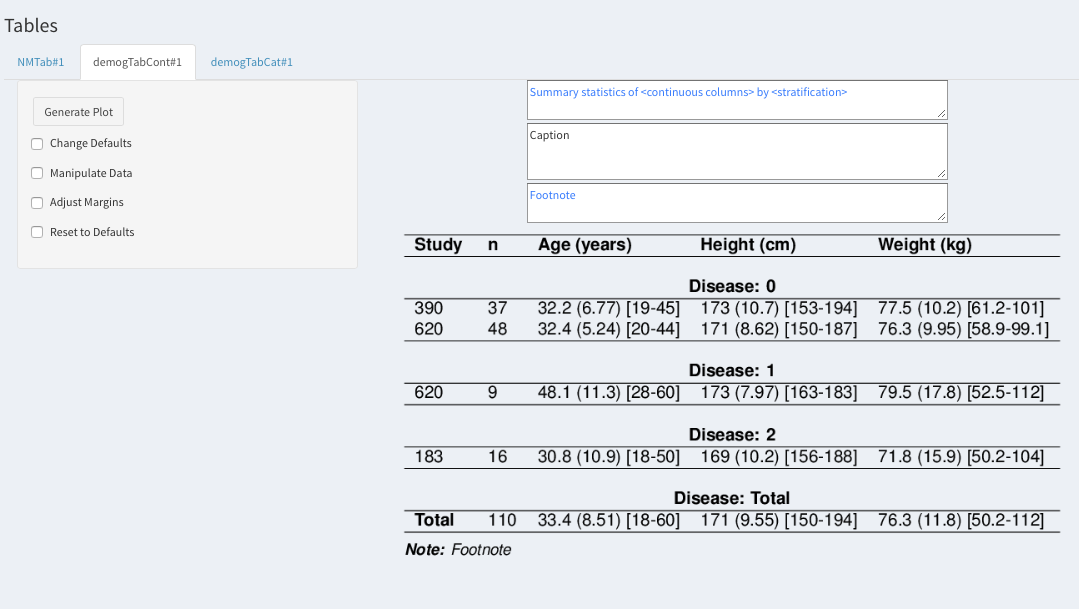 Tables
NMTab#1 demogTabCont#1 demogTabCat#1
Generate Plot
Change Defaults
Manipulate Data
Adjust Margins
Reset to Defaults
Summary statistics of <continuous columns> by <stratification>
Caption
Footnote
Study n Age (years) Height (cm) Weight (kg)
Disease: 0
390 37 32.2 (6.77) [19-45] 173 (10.7) [153-194] 77.5 (10.2) [61.2-101]
620 48 32.4 (5.24) [20-44] 171 (8.62) [150-187] 76.3 (9.95) [58.9-99.1]
Disease: 1
620 9 48.1 (11.3) [28-60] 173 (7.97) [163-183] 79.5 (17.8) [52.5-112]
Disease: 2
183 16 30.8 (10.9) [18-50] 169 (10.2) [156-188] 71.8 (15.9) [50.2-104]
Disease: Total
Total 110 33.4 (8.51) [18-60] 171 (9.55) [150-194] 76.3 (11.8) [50.2-112]
Note: Footnote